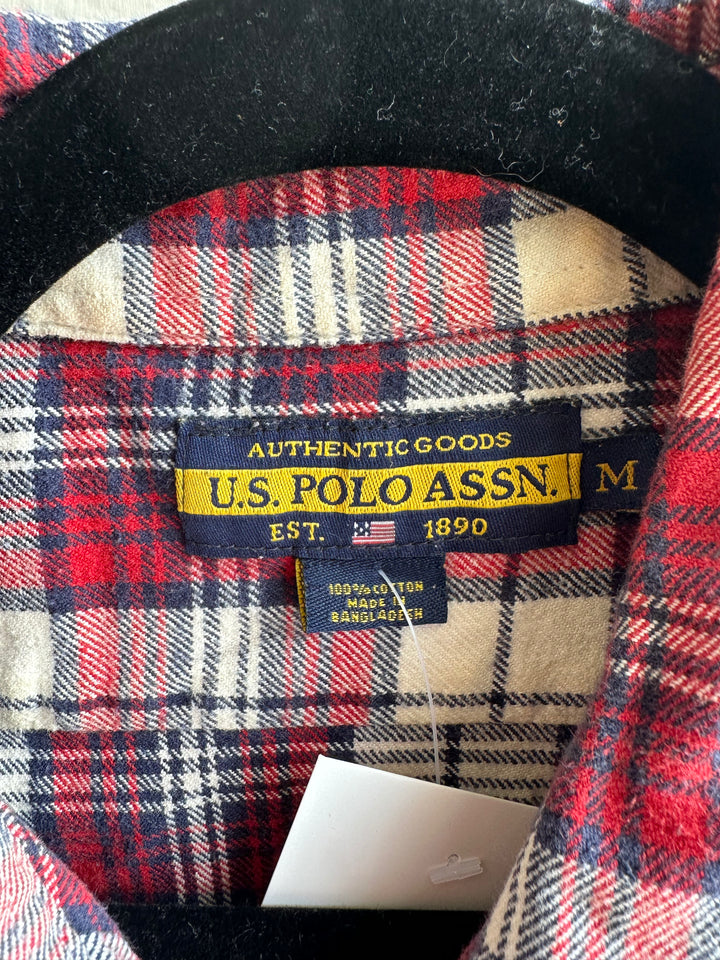 AUTHENTIC GOODS
U.S. POLO ASSN.
EST. 1890
M
100% COTTON
MADE IN
BANGLADESH